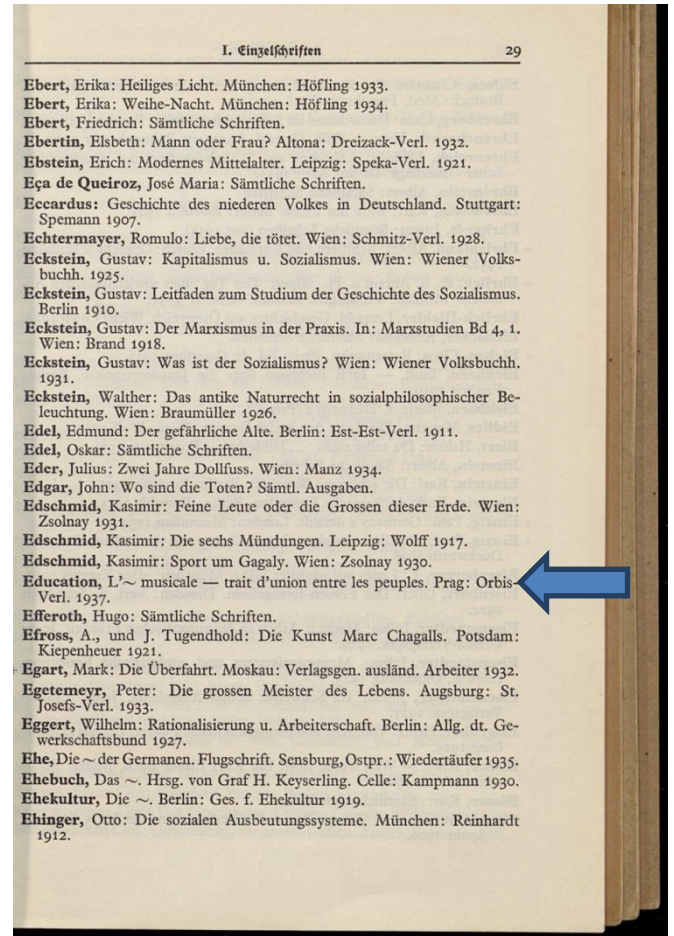 I. Einzelschriften 29
Ebert, Erika: Heiliges Licht. München: Höfling 1933.
Ebert, Erika: Weihe-Nacht. München: Höfling 1934.
Ebert, Friedrich: Sämtliche Schriften.
Ebertin, Elsbeth: Mann oder Frau? Altona: Dreizack-Verl. 1932.
Ebstein, Erich: Modernes Mittelalter. Leipzig: Speka-Verl. 1921.
Eça de Queiroz, José Maria: Sämtliche Schriften.
Eccardus: Geschichte des niederen Volkes in Deutschland. Stuttgart:
Spemann 1907.
Echtermayer, Romulo: Liebe, die tötet. Wien: Schmitz-Verl. 1928.
Eckstein, Gustav: Kapitalismus u. Sozialismus. Wien: Wiener Volks-
buchh. 1925.
Eckstein, Gustav: Leitfaden zum Studium der Geschichte des Sozialismus.
Berlin 1910.
Eckstein, Gustav: Der Marxismus in der Praxis. In: Marxstudien Bd 4, 1.
Wien: Brand 1918.
Eckstein, Gustav: Was ist der Sozialismus? Wien: Wiener Volksbuchh.
1931.
Eckstein, Walther: Das antike Naturrecht in sozialphilosophischer Be-
leuchtung. Wien: Braumüller 1926.
Edel, Edmund: Der gefährliche Alte. Berlin: Est-Est-Verl. 1911.
Edel, Oskar: Sämtliche Schriften.
Eder, Julius: Zwei Jahre Dollfuss. Wien: Manz 1934.
Edgar, John: Wo sind die Toten? Sämtl. Ausgaben.
Edschmid, Kasimir: Feine Leute oder die Grossen dieser Erde. Wien:
Zsolnay 1931.
Edschmid, Kasimir: Die sechs Mündungen. Leipzig: Wolff 1917.
Edschmid, Kasimir: Sport um Gagaly. Wien: Zsolnay 1930.
Education, L'~ musicale — trait d'union entre les peuples. Prag: Orbis-
Verl. 1937.
Efferoth, Hugo: Sämtliche Schriften.
Efross, A., und J. Tugendhold: Die Kunst Marc Chagalls. Potsdam:
Kiepenheuer 1921.
Egart, Mark: Die Überfahrt. Moskau: Verlagsgen. ausländ. Arbeiter 1932.
Egetemeyr, Peter: Die grossen Meister des Lebens. Augsburg: St.
Josefs-Verl. 1933.
Eggert, Wilhelm: Rationalisierung u. Arbeiterschaft. Berlin: Allg. dt. Ge-
werkschaftsbund 1927.
Ehe, Die ~ der Germanen. Flugschrift. Sensburg, Ostpr.: Wiedertäufer 1935.
Ehebuch, Das ~. Hrsg. von Graf H. Keyserling. Celle: Kampmann 1930.
Ehekultur, Die ~. Berlin: Ges. f. Ehekultur 1919.
Ehinger, Otto: Die sozialen Ausbeutungssysteme. München: Reinhardt
1912.